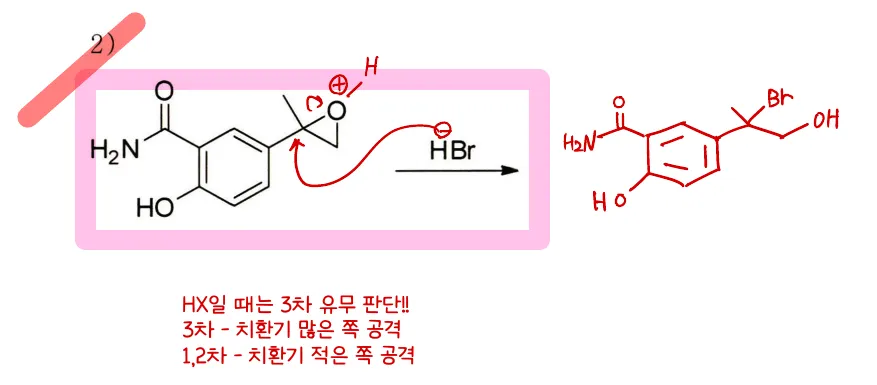 2)
H
⊕
O
O
H₂N
HO
⊖
HBr
O
H₂N
HO
Br
OH
HX일 때는 3차 유무 판단!!
3차 - 치환기 많은 쪽 공격
1,2차 - 치환기 적은 쪽 공격